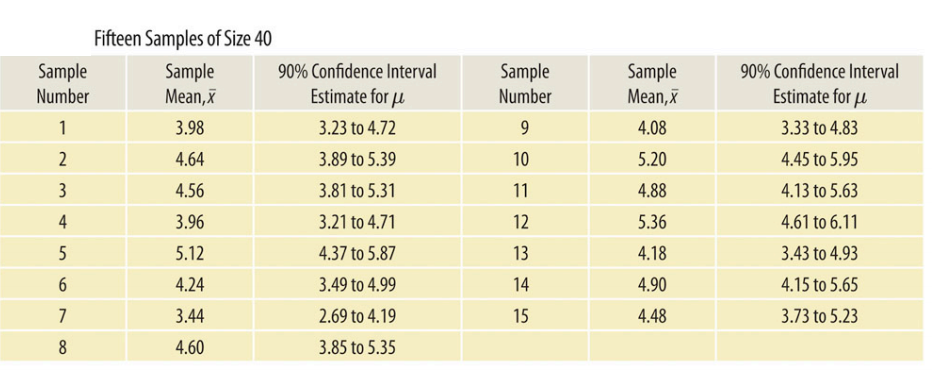 Fifteen Samples of Size 40
Sample Number Sample Mean, x̄ 90% Confidence Interval Estimate for μ Sample Number Sample Mean, x̄ 90% Confidence Interval Estimate for μ
1 3.98 3.23 to 4.72 9 4.08 3.33 to 4.83
2 4.64 3.89 to 5.39 10 5.20 4.45 to 5.95
3 4.56 3.81 to 5.31 11 4.88 4.13 to 5.63
4 3.96 3.21 to 4.71 12 5.36 4.61 to 6.11
5 5.12 4.37 to 5.87 13 4.18 3.43 to 4.93
6 4.24 3.49 to 4.99 14 4.90 4.15 to 5.65
7 3.44 2.69 to 4.19 15 4.48 3.73 to 5.23
8 4.60 3.85 to 5.35